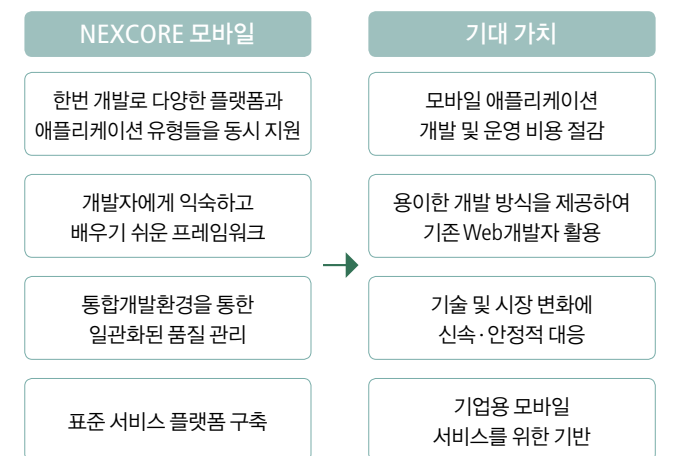 NEXCORE 모바일
한번 개발로 다양한 플랫폼과
애플리케이션 유형들을 동시 지원
개발자에게 익숙하고
배우기 쉬운 프레임워크
통합개발환경을 통한
일관화된 품질 관리
표준 서비스 플랫폼 구축
기대 가치
모바일 애플리케이션
개발 및 운영 비용 절감
용이한 개발 방식을 제공하여
기존 Web개발자 활용
기술 및 시장 변화에
신속·안정적 대응
기업용 모바일
서비스를 위한 기반